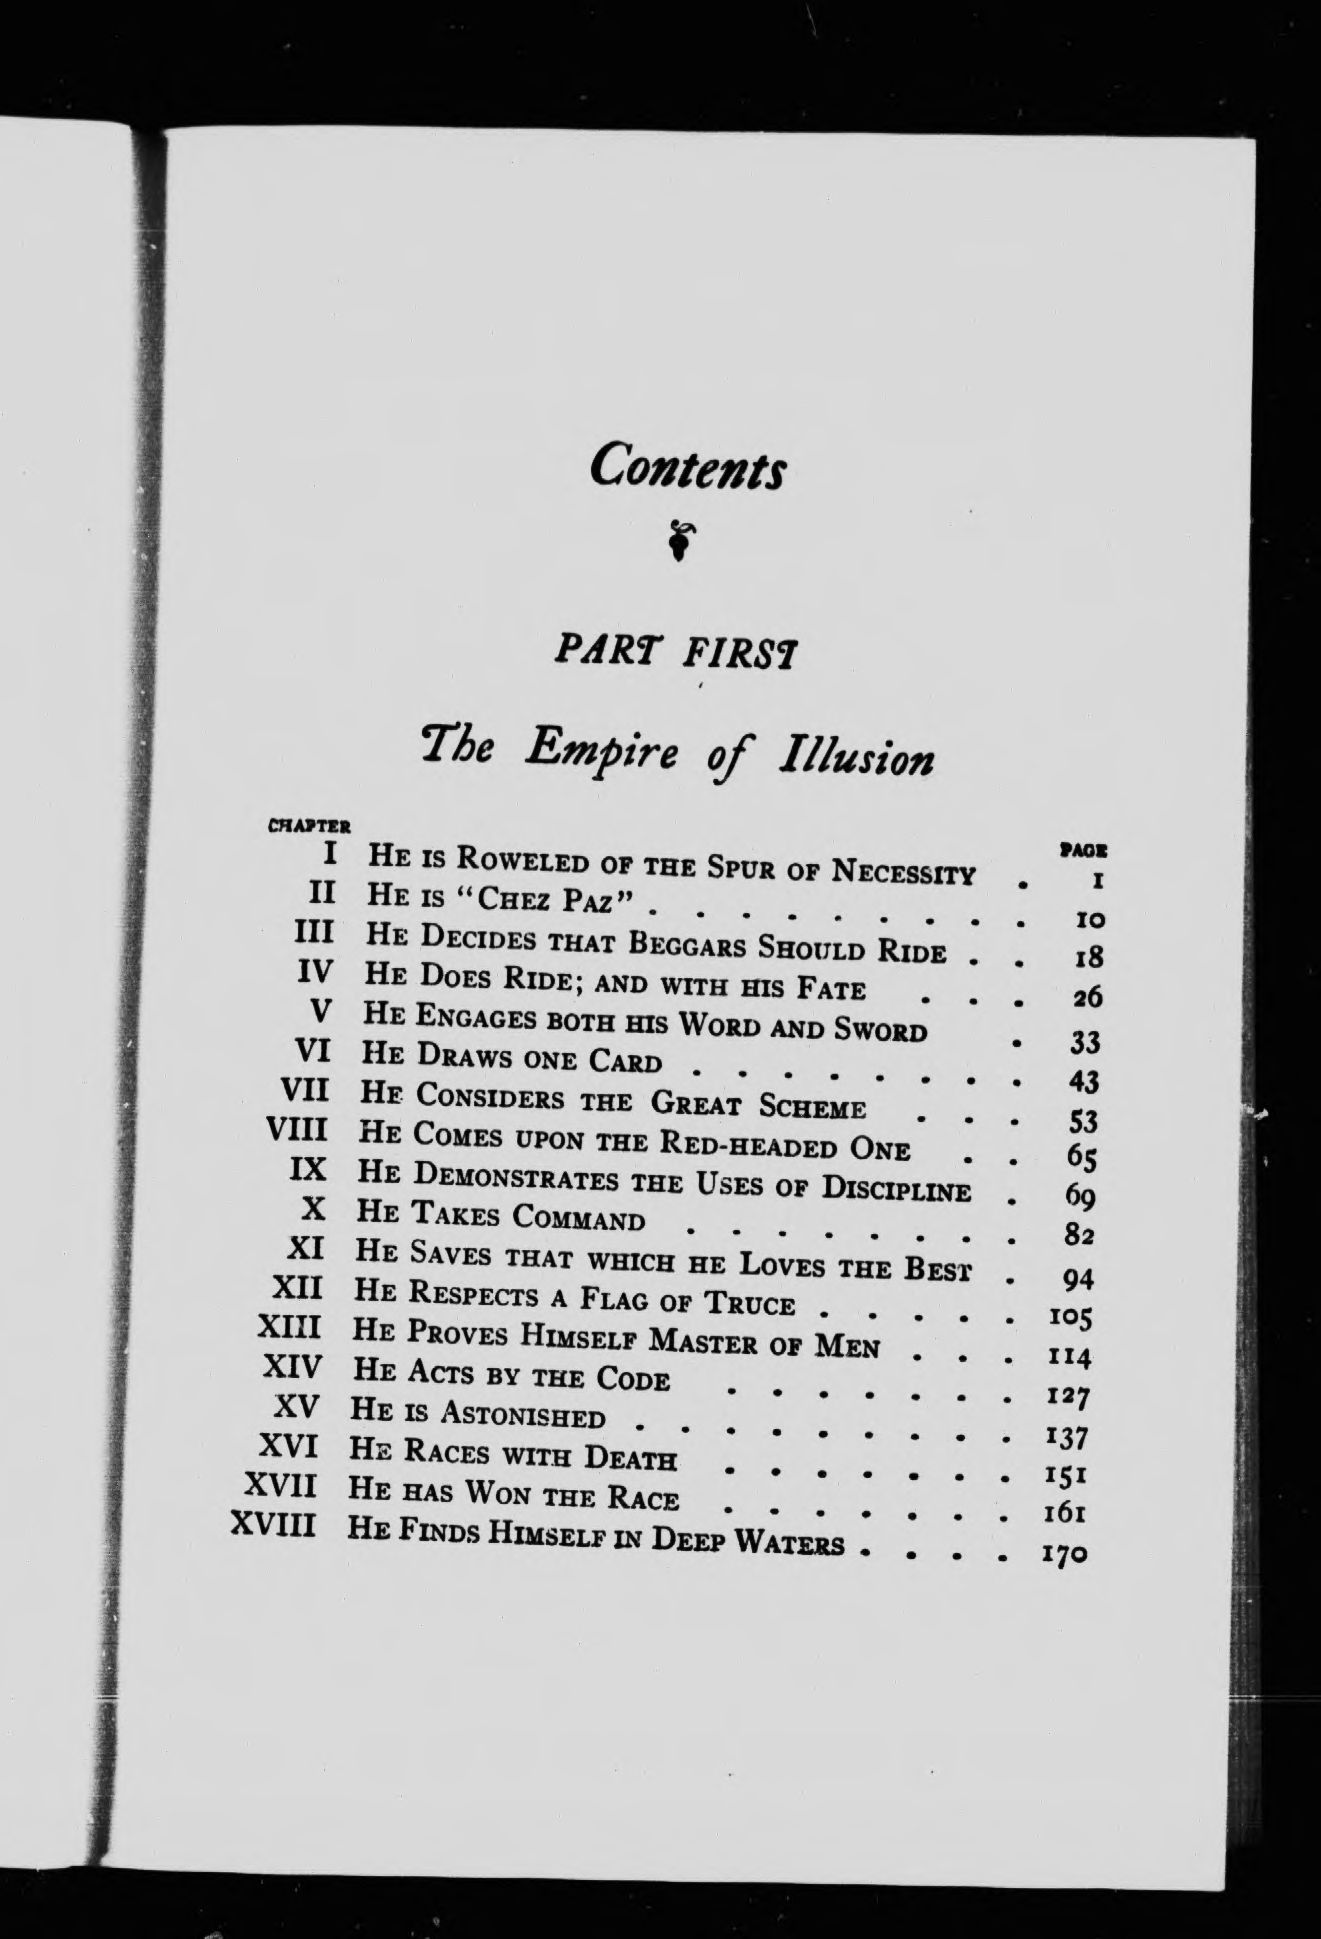 Contents
PART FIRST
The Empire of Illusion
CHAPTER PAGE
I He is Roweled of the Spur of Necessity . 1
II He is "Chez Paz" . . . . . . . . . 10
III He Decides that Beggars Should Ride . . 18
IV He Does Ride; and with his Fate . . . 26
V He Engages both his Word and Sword . 33
VI He Draws one Card . . . . . . . . 43
VII He Considers the Great Scheme . . . 53
VIII He Comes upon the Red-headed One . . 65
IX He Demonstrates the Uses of Discipline . 69
X He Takes Command . . . . . . . . 82
XI He Saves that which he Loves the Best . 94
XII He Respects a Flag of Truce . . . . . 105
XIII He Proves Himself Master of Men . . . 114
XIV He Acts by the Code . . . . . . . 127
XV He is Astonished . . . . . . . . . 137
XVI He Races with Death . . . . . . . 151
XVII He has Won the Race . . . . . . . 161
XVIII He Finds Himself in Deep Waters . . . . 170